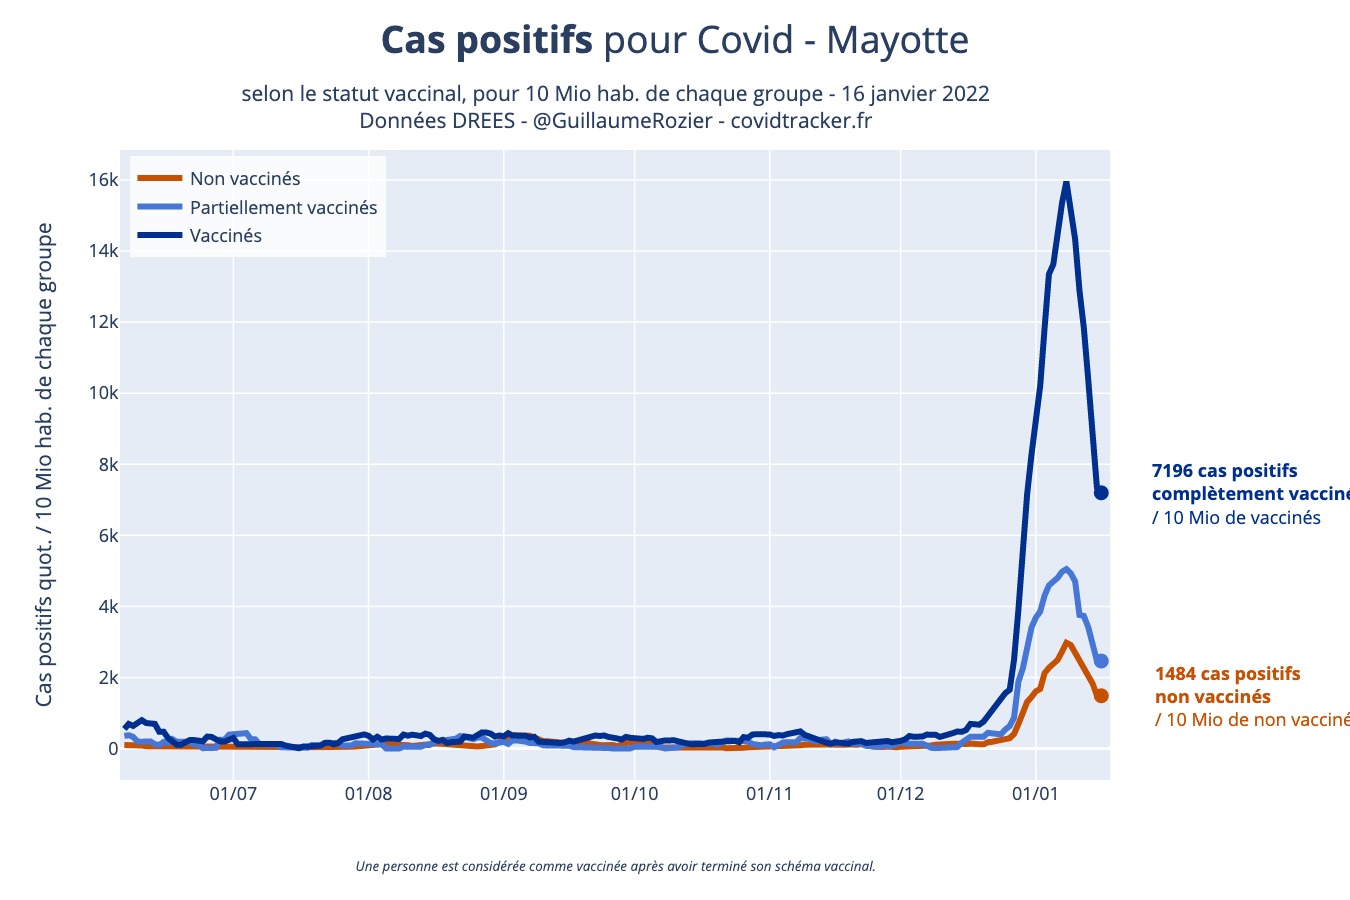 Cas positifs pour Covid - Mayotte
selon le statut vaccinal, pour 10 Mio hab. de chaque groupe - 16 janvier 2022
Données DREES - @GuillaumeRozier - covidtracker.fr
Cas positifs quot. / 10 Mio hab. de chaque groupe
Non vaccinés
Partiellement vaccinés
Vaccinés
16k
14k
12k
10k
8k
6k
4k
2k
0
01/07
01/08
01/09
01/10
01/11
01/12
01/01
7196 cas positifs
complètement vacciné
/ 10 Mio de vaccinés
1484 cas positifs
non vaccinés
/ 10 Mio de non vacciné
Une personne est considérée comme vaccinée après avoir terminé son schéma vaccinal.